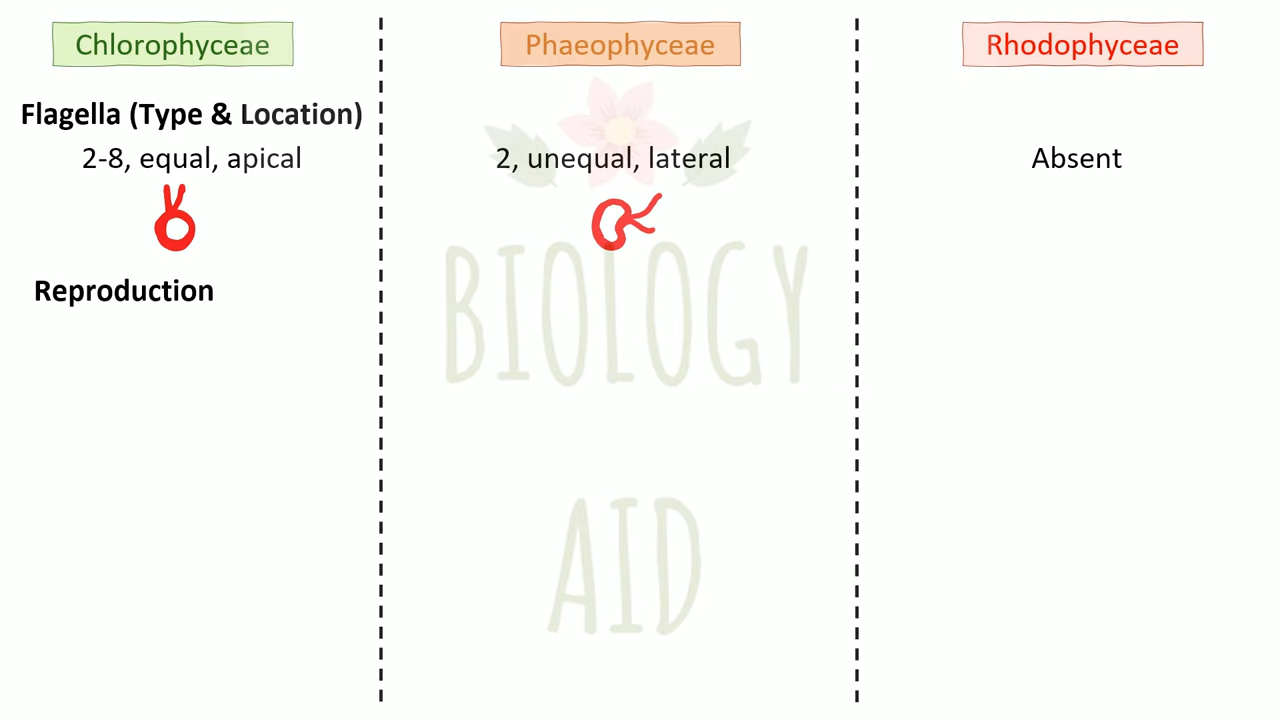 Chlorophyceae
Phaeophyceae
Rhodophyceae
Flagella (Type & Location)
2-8, equal, apical
2, unequal, lateral
Absent
Reproduction
BIOLOGY
AID